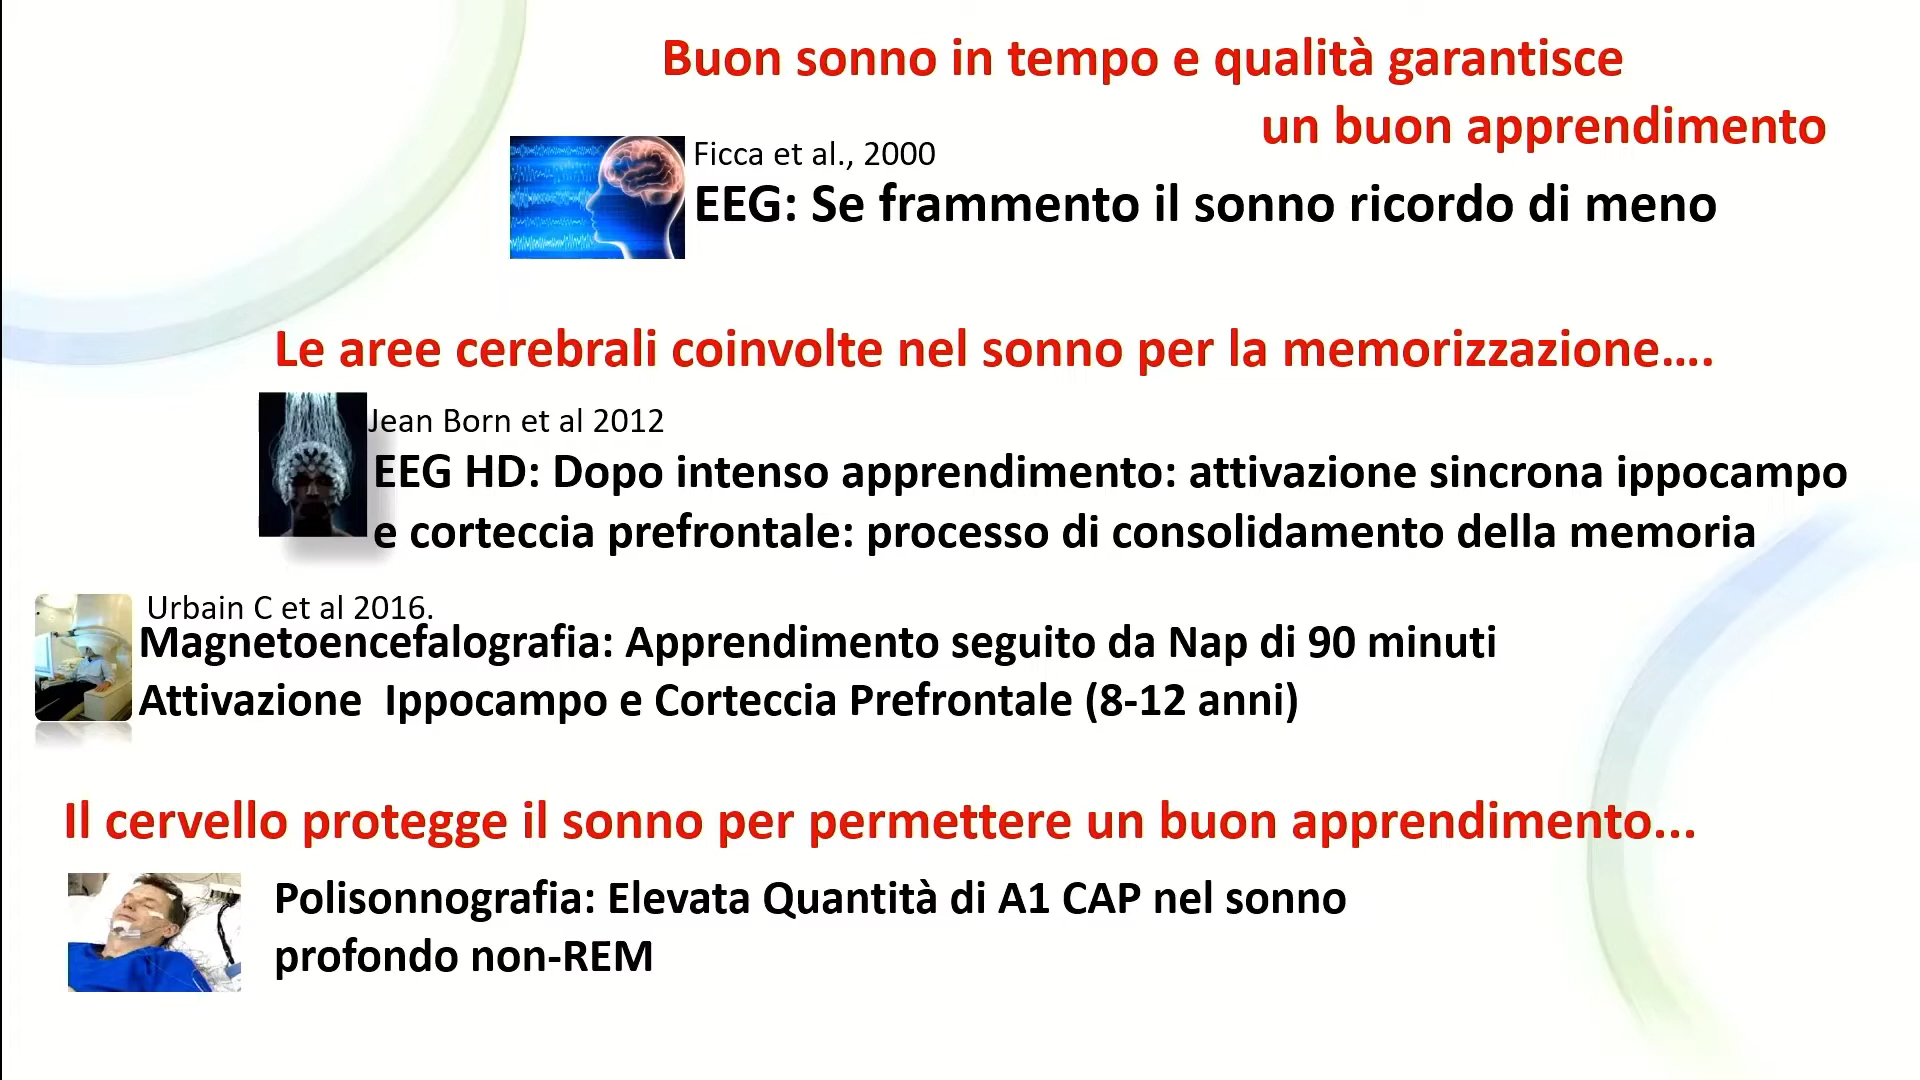 Buon sonno in tempo e qualità garantisce
un buon apprendimento
Ficca et al., 2000
EEG: Se frammento il sonno ricordo di meno
Le aree cerebrali coinvolte nel sonno per la memorizzazione....
Jean Born et al 2012
EEG HD: Dopo intenso apprendimento: attivazione sincrona ippocampo
e corteccia prefrontale: processo di consolidamento della memoria
Urbain C et al 2016.
Magnetoencefalografia: Apprendimento seguito da Nap di 90 minuti
Attivazione Ippocampo e Corteccia Prefrontale (8-12 anni)
Il cervello protegge il sonno per permettere un buon apprendimento...
Polisonnografia: Elevata Quantità di A1 CAP nel sonno
profondo non-REM